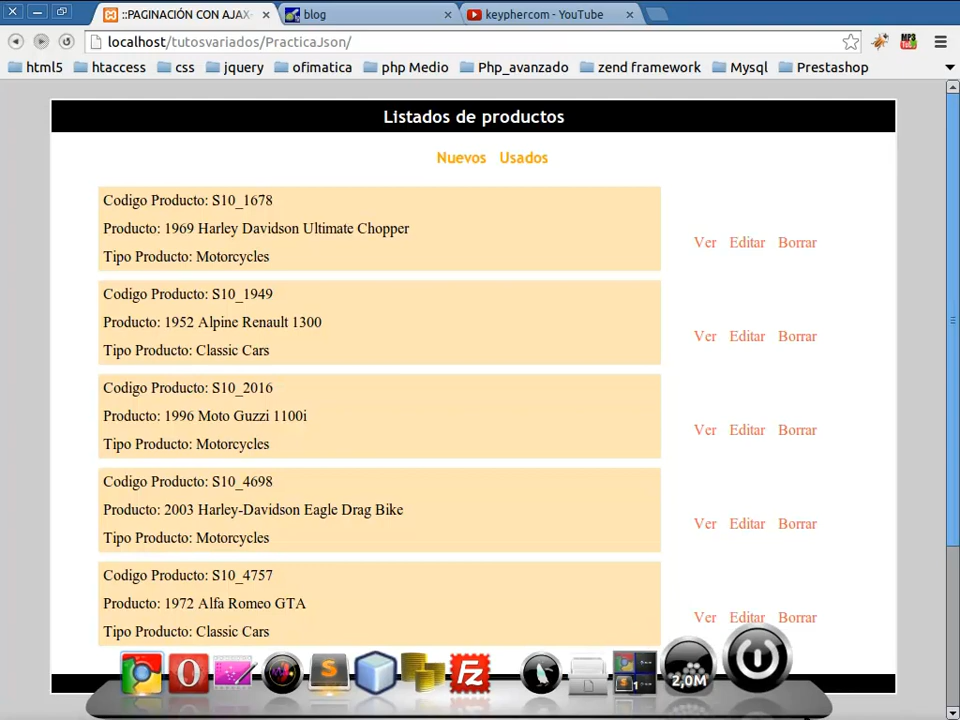 ::PAGINACIÓN CON AJAX
blog
keyphercom - YouTube
localhost/tutosvariados/PracticaJson/
MP3
html5
htaccess
css
jquery
ofimatica
php Medio
Php_avanzado
zend framework
Mysql
Prestashop
Listados de productos
Nuevos Usados
Codigo Producto: S10_1678
Producto: 1969 Harley Davidson Ultimate Chopper
Tipo Producto: Motorcycles
Ver Editar Borrar
Codigo Producto: S10_1949
Producto: 1952 Alpine Renault 1300
Tipo Producto: Classic Cars
Ver Editar Borrar
Codigo Producto: S10_2016
Producto: 1996 Moto Guzzi 1100i
Tipo Producto: Motorcycles
Ver Editar Borrar
Codigo Producto: S10_4698
Producto: 2003 Harley-Davidson Eagle Drag Bike
Tipo Producto: Motorcycles
Ver Editar Borrar
Codigo Producto: S10_4757
Producto: 1972 Alfa Romeo GTA
Tipo Producto: Classic Cars
Ver Editar Borrar
S
FZ
S 1
2,0M